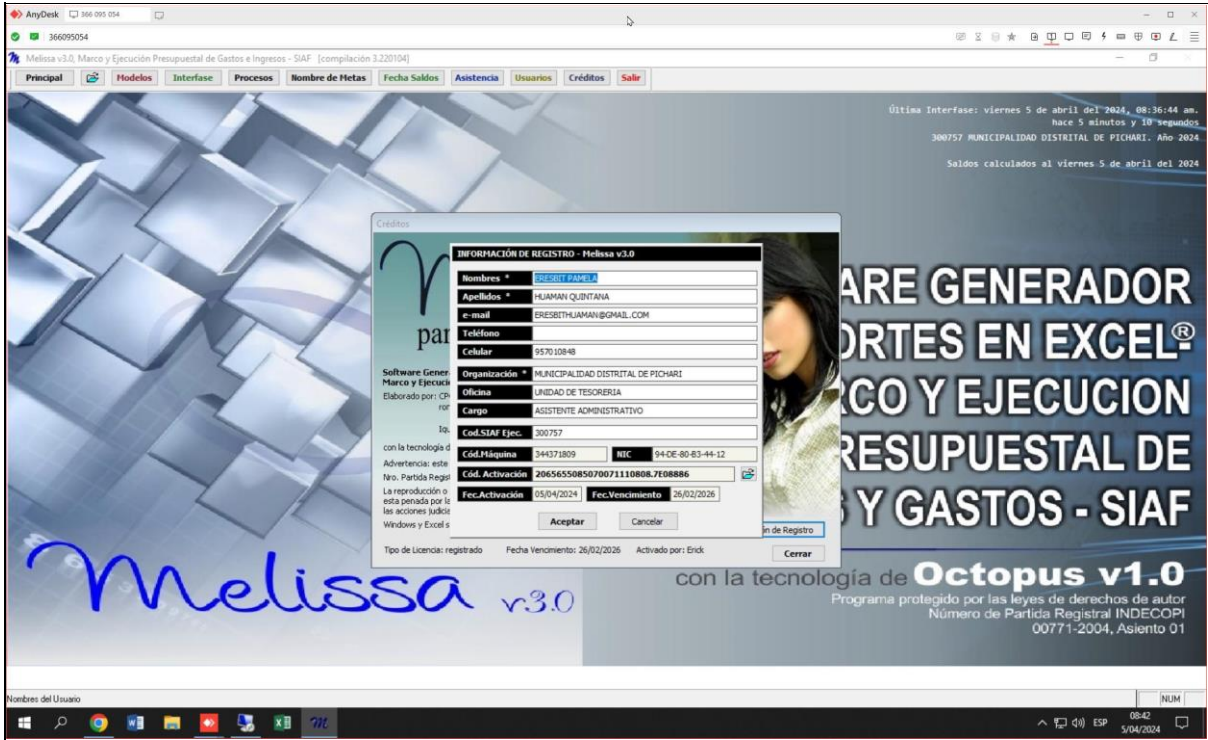 AnyDesk 366 095 054
366095054
Melissa v3.0, Marco y Ejecución Presupuestal de Gastos e Ingresos - SIAF [compilación 3.220104]
Principal Modelos Interfase Procesos Nombre de Metas Fecha Saldos Asistencia Usuarios Créditos Salir
Última Interfase: viernes 5 de abril del 2024, 08:36:44 am.
hace 5 minutos y 10 segundos
300757 MUNICIPALIDAD DISTRITAL DE PICHARI. Año 2024
Saldos calculados al viernes 5 de abril del 2024
Créditos
INFORMACIÓN DE REGISTRO - Melissa v3.0
Nombres * ERESBIT PAMELA
Apellidos * HUAMAN QUINTANA
e-mail ERESBITHUAMAN@GMAIL.COM
Teléfono
Celular 957010848
Organización * MUNICIPALIDAD DISTRITAL DE PICHARI
Oficina UNIDAD DE TESORERIA
Cargo ASISTENTE ADMINISTRATIVO
Cod.SIAF Ejec. 300757
Cód.Máquina 344371809 NIC 94-DE-80-B3-44-12
Cód. Activación 2065655085070071110808.7E08886
Fec.Activación 05/04/2024 Fec.Vencimiento 26/02/2026
Aceptar Cancelar
par
Software Gener
Marco y Ejecuci
Elaborado por: CP
ror
Iq
con la tecnología d
Advertencia: este
Nro. Partida Regist
La reproducción o
esta penada por la
las acciones judicia
Windows y Excel s
ón de Registro
Tipo de Licencia: registrado Fecha Vencimiento: 26/02/2026 Activado por: Erick
Cerrar
ARE GENERADOR
ORTES EN EXCEL®
RCO Y EJECUCION
RESUPUESTAL DE
S Y GASTOS - SIAF
Melissa v3.0
con la tecnología de Octopus v1.0
Programa protegido por las leyes de derechos de autor
Número de Partida Registral INDECOPI
00771-2004, Asiento 01
Nombres del Usuario
NUM
ESP
08:42
5/04/2024